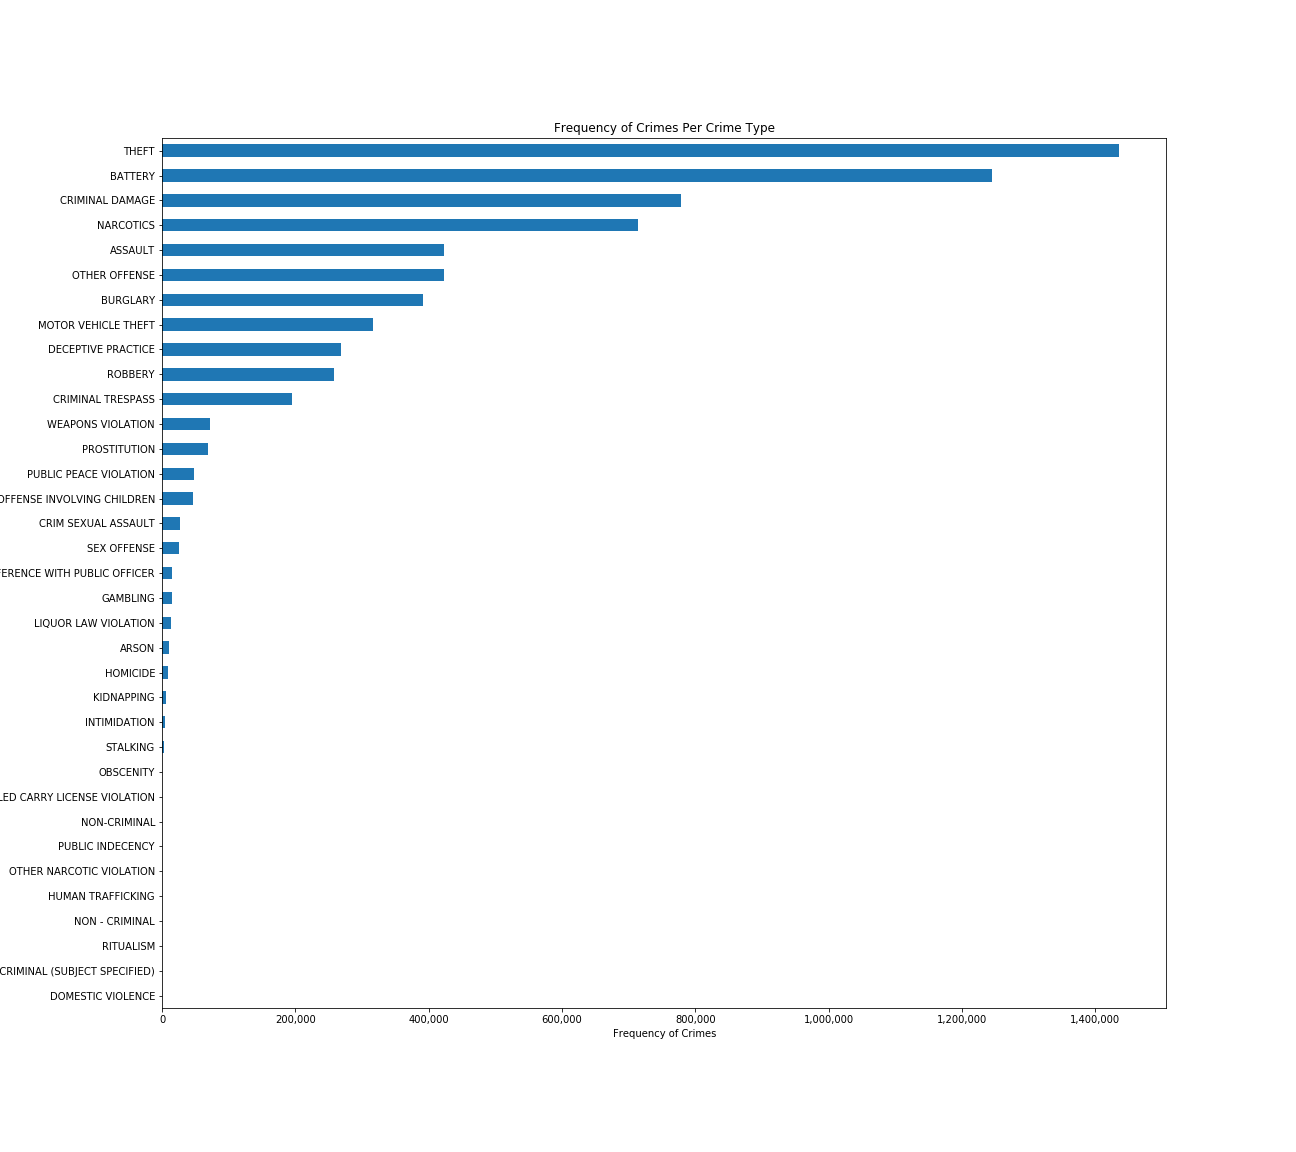 Frequency of Crimes Per Crime Type
THEFT
BATTERY
CRIMINAL DAMAGE
NARCOTICS
ASSAULT
OTHER OFFENSE
BURGLARY
MOTOR VEHICLE THEFT
DECEPTIVE PRACTICE
ROBBERY
CRIMINAL TRESPASS
WEAPONS VIOLATION
PROSTITUTION
PUBLIC PEACE VIOLATION
OFFENSE INVOLVING CHILDREN
CRIM SEXUAL ASSAULT
SEX OFFENSE
FERENCE WITH PUBLIC OFFICER
GAMBLING
LIQUOR LAW VIOLATION
ARSON
HOMICIDE
KIDNAPPING
INTIMIDATION
STALKING
OBSCENITY
LED CARRY LICENSE VIOLATION
NON-CRIMINAL
PUBLIC INDECENCY
OTHER NARCOTIC VIOLATION
HUMAN TRAFFICKING
NON - CRIMINAL
RITUALISM
CRIMINAL (SUBJECT SPECIFIED)
DOMESTIC VIOLENCE
0 200,000 400,000 600,000 800,000 1,000,000 1,200,000 1,400,000
Frequency of Crimes